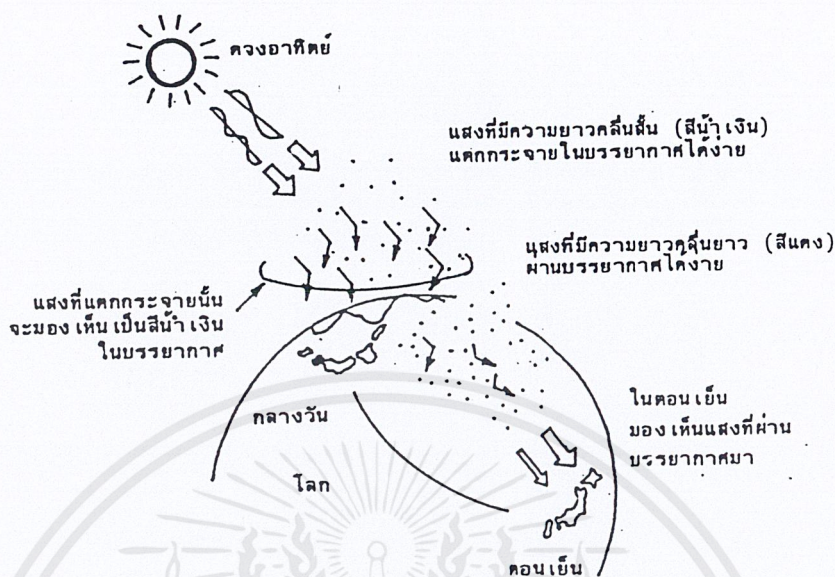 ดวงอาทิตย์
แสงที่มีความยาวคลื่นสั้น (สีน้ำเงิน)
แตกกระจายในบรรยากาศได้ง่าย
แสงที่มีความยาวคลื่นยาว (สีแดง)
ผ่านบรรยากาศได้ง่าย
แสงที่แตกกระจายนั้น
จะมองเห็นเป็นสีน้ำเงิน
ในบรรยากาศ
กลางวัน
โลก
ในตอนเย็น
มองเห็นแสงที่ผ่าน
บรรยากาศมา
ตอนเย็น